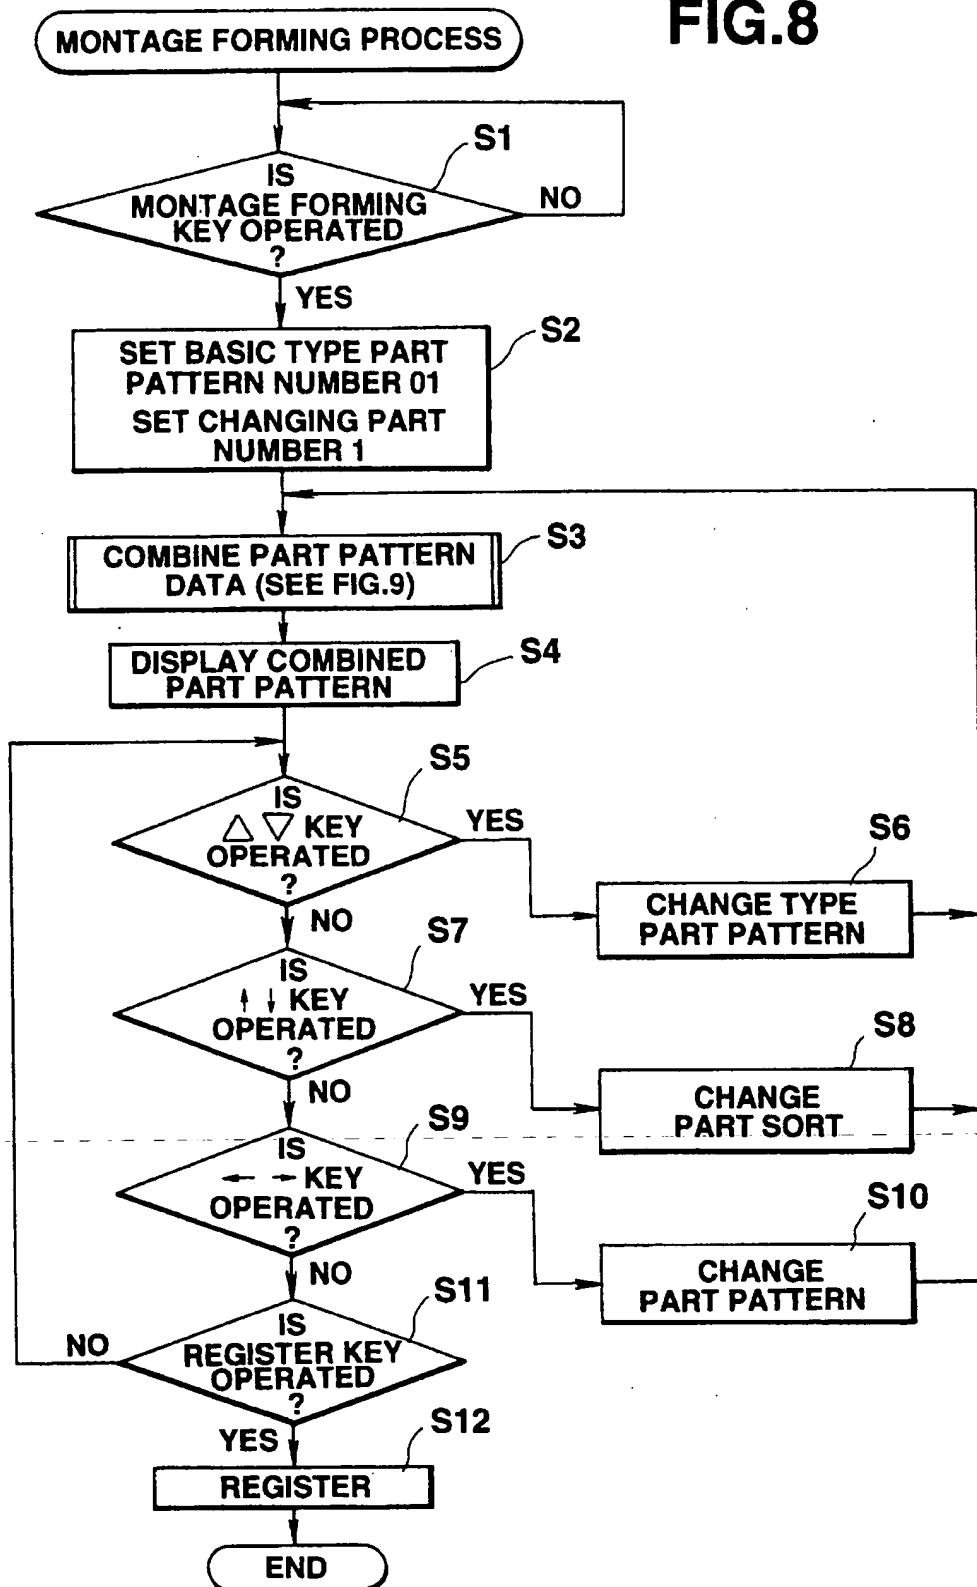 FIG.8
MONTAGE FORMING PROCESS
S1
IS
MONTAGE FORMING
KEY OPERATED
?
NO
YES
S2
SET BASIC TYPE PART
PATTERN NUMBER 01
SET CHANGING PART
NUMBER 1
S3
COMBINE PART PATTERN
DATA (SEE FIG.9)
S4
DISPLAY COMBINED
PART PATTERN
S5
IS
△ ▽ KEY
OPERATED
?
YES
NO
S6
CHANGE TYPE
PART PATTERN
S7
IS
↑ ↓ KEY
OPERATED
?
YES
NO
S8
CHANGE
PART SORT
S9
IS
← → KEY
OPERATED
?
YES
NO
S10
CHANGE
PART PATTERN
S11
IS
REGISTER KEY
OPERATED
?
NO
YES
S12
REGISTER
END